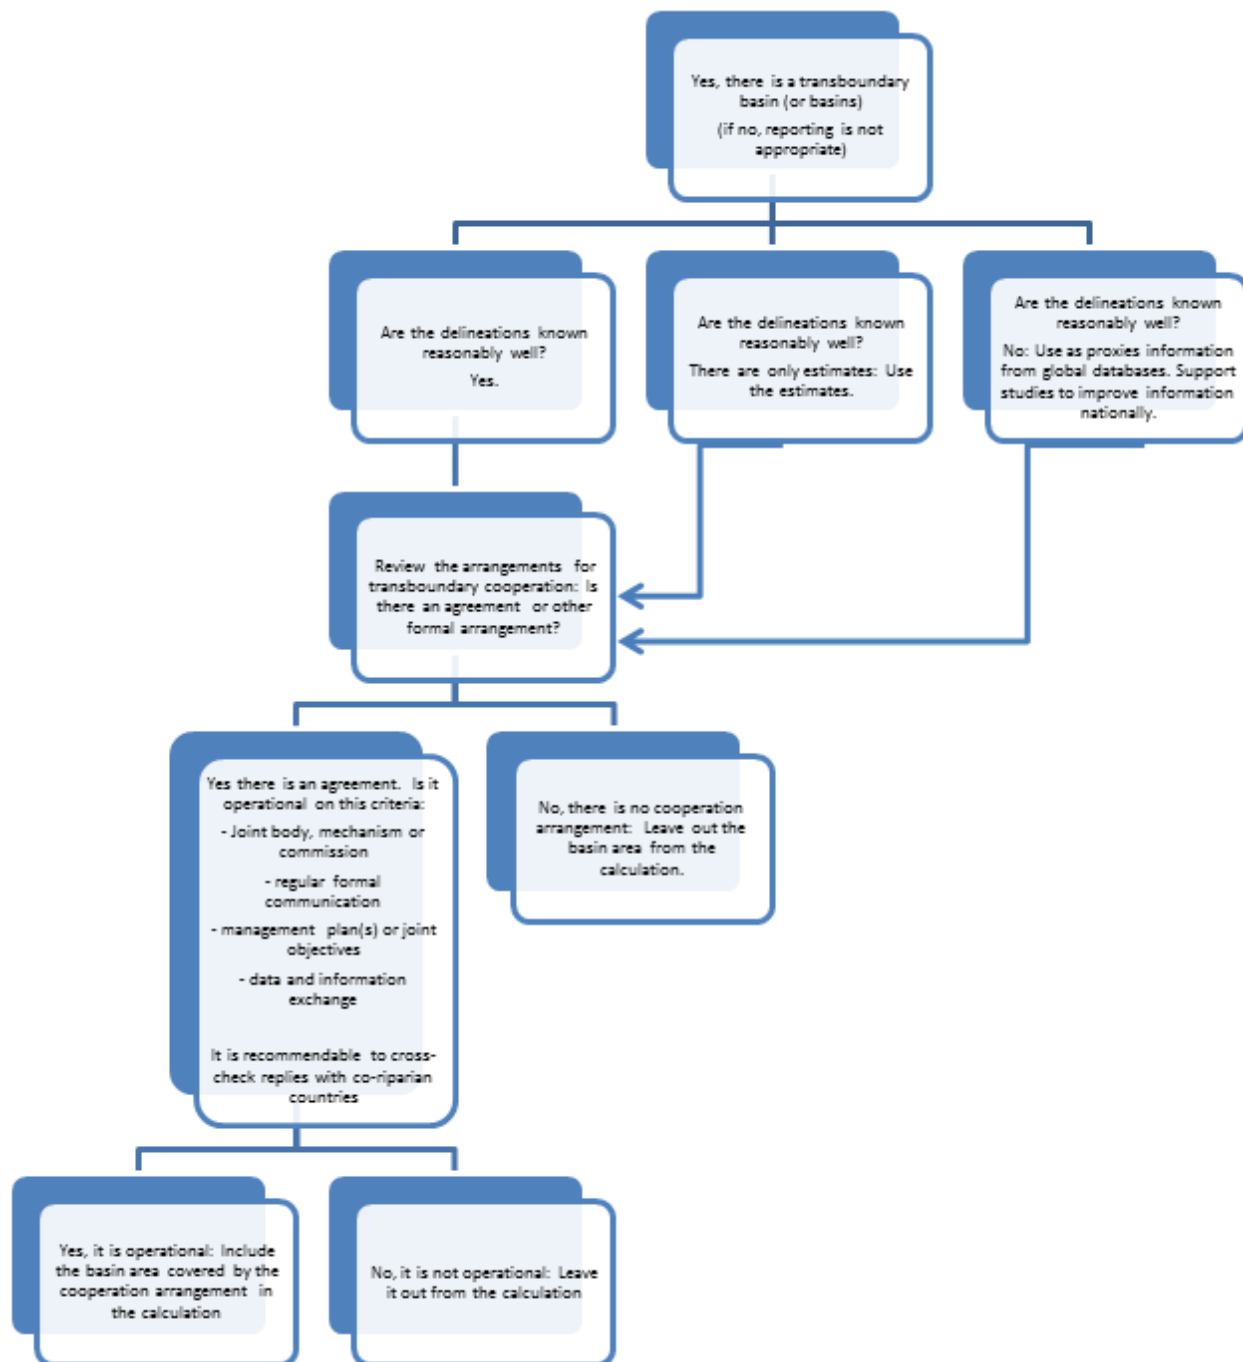 Yes, there is a transboundary
basin (or basins)
(if no, reporting is not
appropriate)
Are the delineations known
reasonably well?
Yes.
Are the delineations known
reasonably well?
There are only estimates: Use
the estimates.
Are the delineations known
reasonably well?
No: Use as proxies information
from global databases. Support
studies to improve information
nationally.
Review the arrangements for
transboundary cooperation: Is
there an agreement or other
formal arrangement?
Yes there is an agreement. Is it
operational on this criteria:
- Joint body, mechanism or
commission
- regular formal
communication
- management plan(s) or joint
objectives
- data and information
exchange
It is recommendable to cross-
check replies with co-riparian
countries
No, there is no cooperation
arrangement: Leave out the
basin area from the
calculation.
Yes, it is operational: Include
the basin area covered by the
cooperation arrangement in
the calculation
No, it is not operational: Leave
it out from the calculation